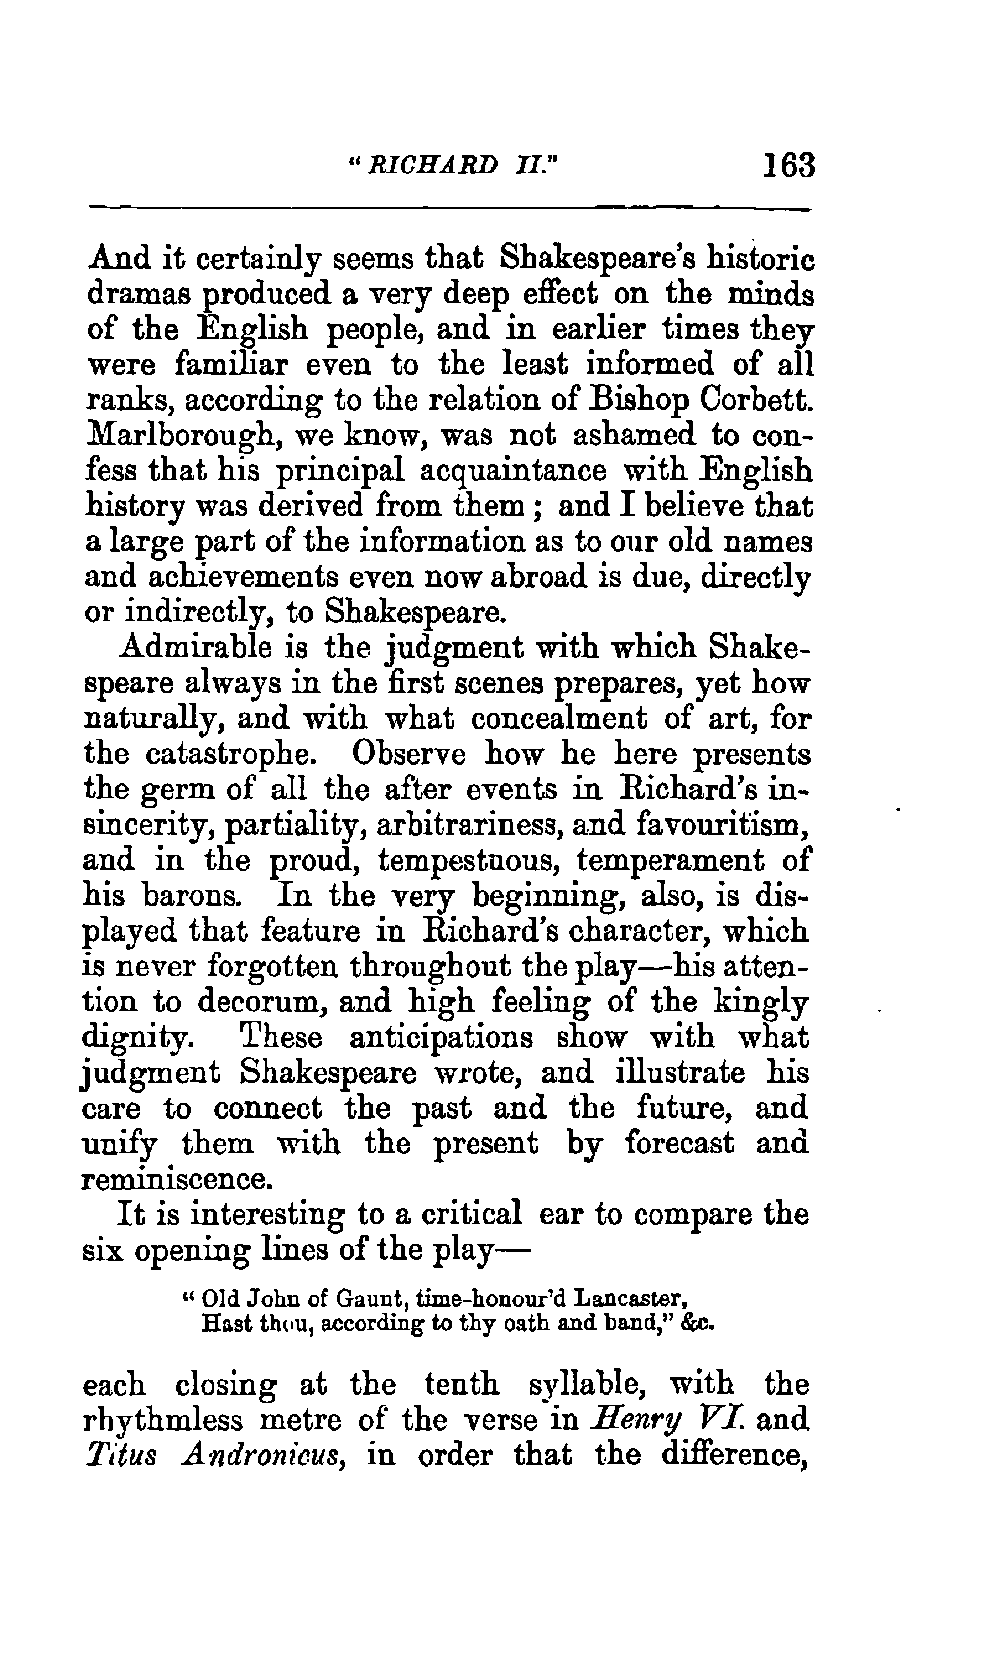 "RICHARD II." 163
And it certainly seems that Shakespeare's historic
dramas produced a very deep effect on the minds
of the English people, and in earlier times they
were familiar even to the least informed of all
ranks, according to the relation of Bishop Corbett.
Marlborough, we know, was not ashamed to con-
fess that his principal acquaintance with English
history was derived from them; and I believe that
a large part of the information as to our old names
and achievements even now abroad is due, directly
or indirectly, to Shakespeare.
Admirable is the judgment with which Shake-
speare always in the first scenes prepares, yet how
naturally, and with what concealment of art, for
the catastrophe. Observe how he here presents
the germ of all the after events in Richard's in-
sincerity, partiality, arbitrariness, and favouritism,
and in the proud, tempestuous, temperament of
his barons. In the very beginning, also, is dis-
played that feature in Richard's character, which
is never forgotten throughout the play—his atten-
tion to decorum, and high feeling of the kingly
dignity. These anticipations show with what
judgment Shakespeare wrote, and illustrate his
care to connect the past and the future, and
unify them with the present by forecast and
reminiscence.
It is interesting to a critical ear to compare the
six opening lines of the play—
"Old John of Gaunt, time-honour'd Lancaster,
Hast thou, according to thy oath and band," &c.
each closing at the tenth syllable, with the
rhythmless metre of the verse in Henry VI. and
Titus Andronicus, in order that the difference,